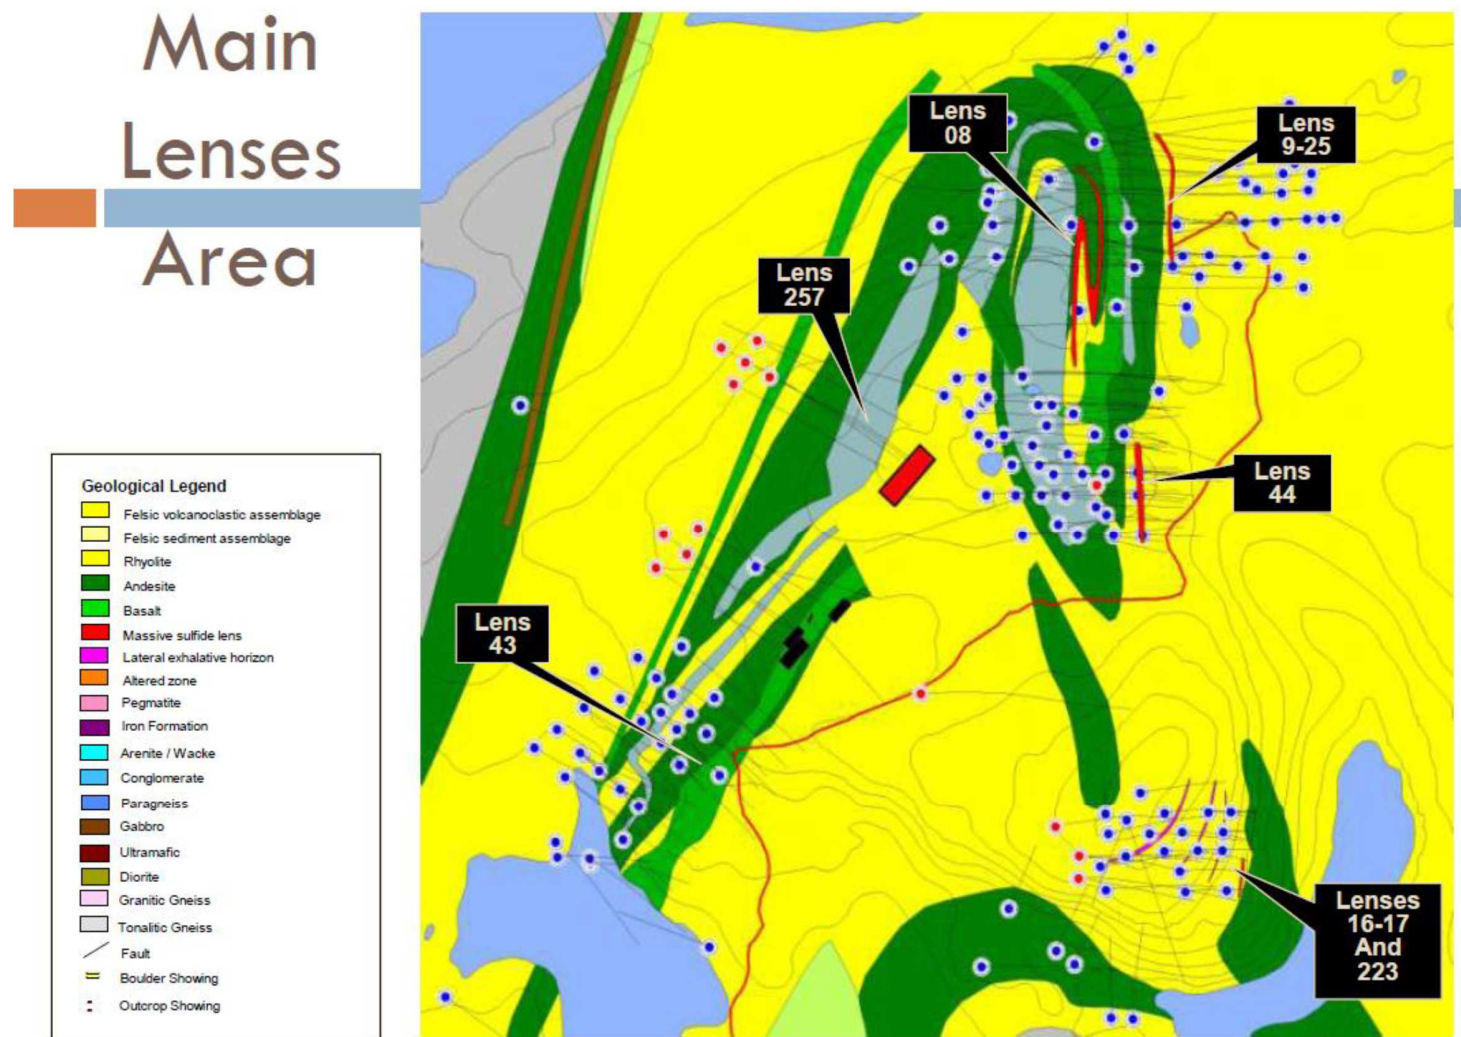 Main
Lenses
Area
Lens
08
Lens
9-25
Lens
257
Lens
44
Lens
43
Lenses
16-17
And
223
Geological Legend
Felsic volcanoclastic assemblage
Felsic sediment assemblage
Rhyolite
Andesite
Basalt
Massive sulfide lens
Lateral exhalative horizon
Altered zone
Pegmatite
Iron Formation
Arenite / Wacke
Conglomerate
Paragneiss
Gabbro
Ultramafic
Diorite
Granitic Gneiss
Tonalitic Gneiss
Fault
Boulder Showing
Outcrop Showing